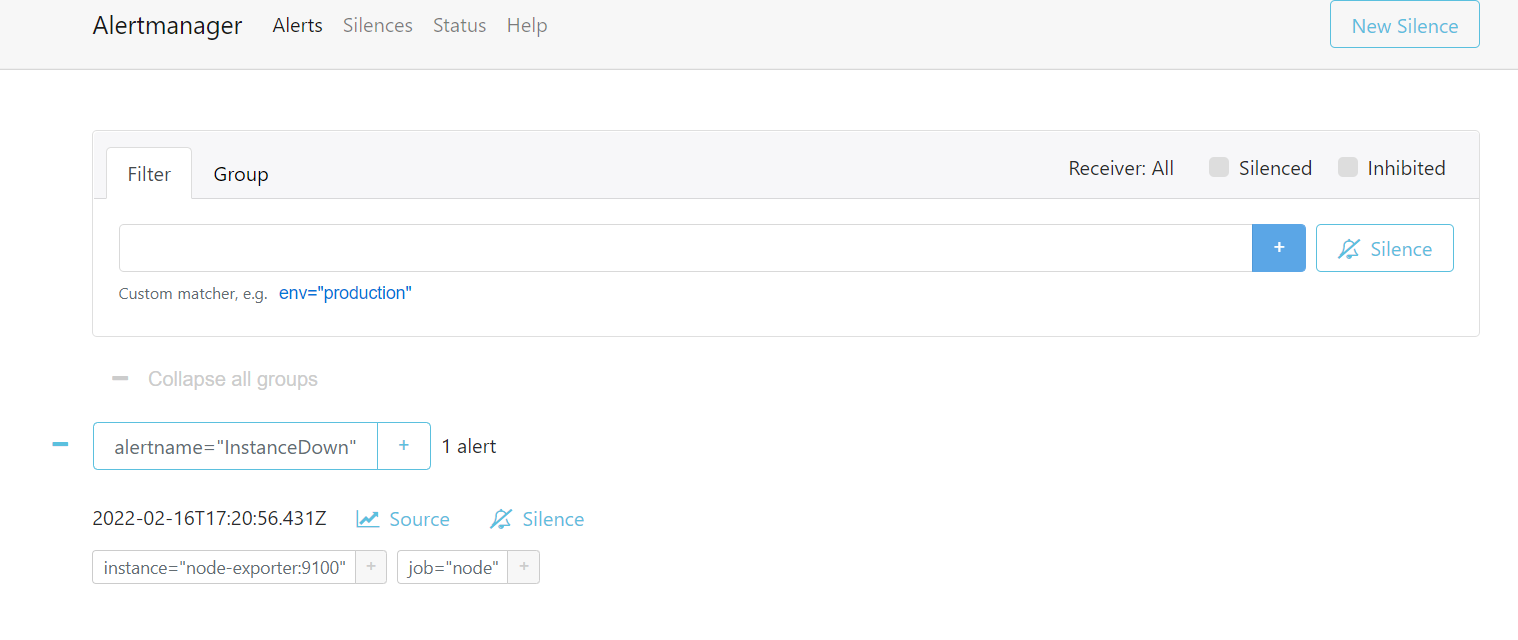 Alertmanager Alerts Silences Status Help New Silence
Filter Group Receiver: All Silenced Inhibited
+ Silence
Custom matcher, e.g. env="production"
Collapse all groups
alertname="InstanceDown" + 1 alert
2022-02-16T17:20:56.431Z Source Silence
instance="node-exporter:9100" + job="node" +